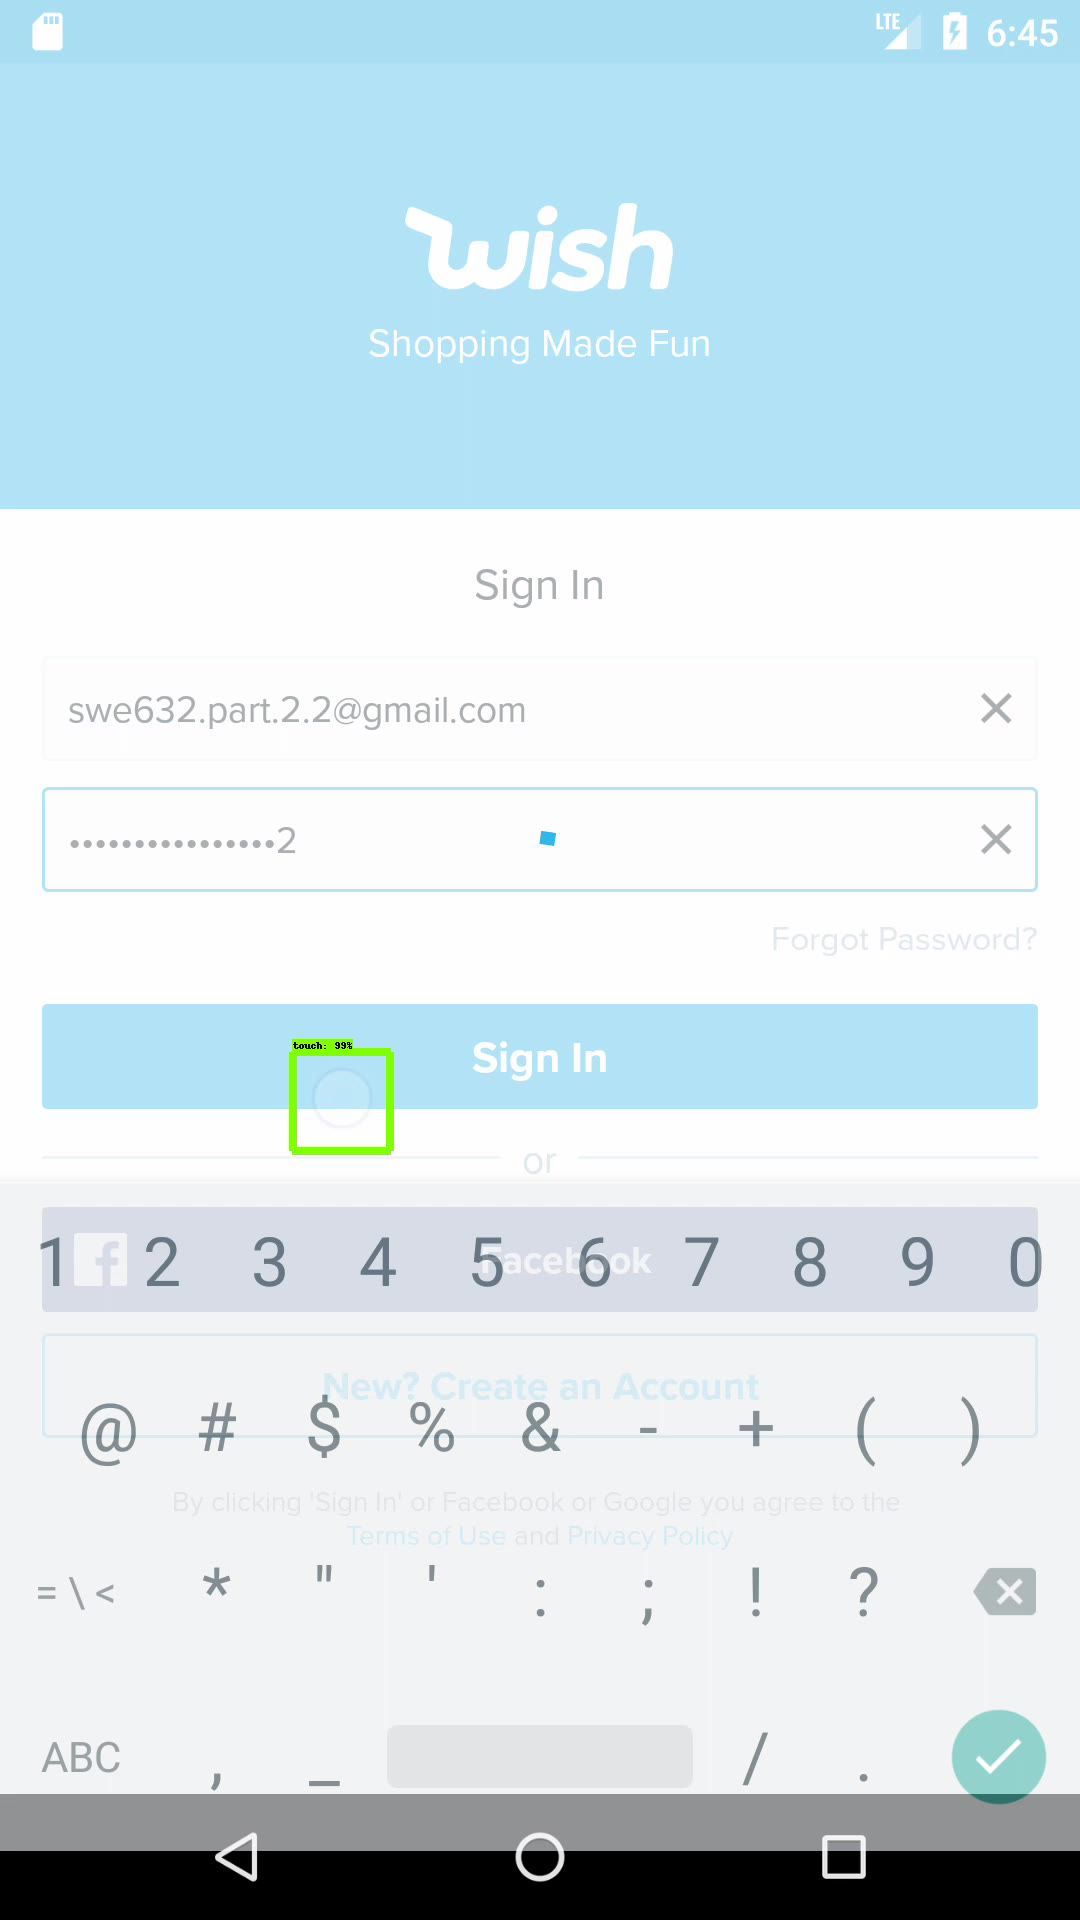 LTE 6:45
wish
Shopping Made Fun
Sign In
swe632.part.2.2@gmail.com
••••••••••••••••2
Forgot Password?
touch: 99%
Sign In
or
Facebook
1 2 3 4 5 6 7 8 9 0
New? Create an Account
@ # $ % & - + ( )
By clicking 'Sign In' or Facebook or Google you agree to the
Terms of Use and Privacy Policy
= \ < * " ' : ; ! ?
ABC , _ / .